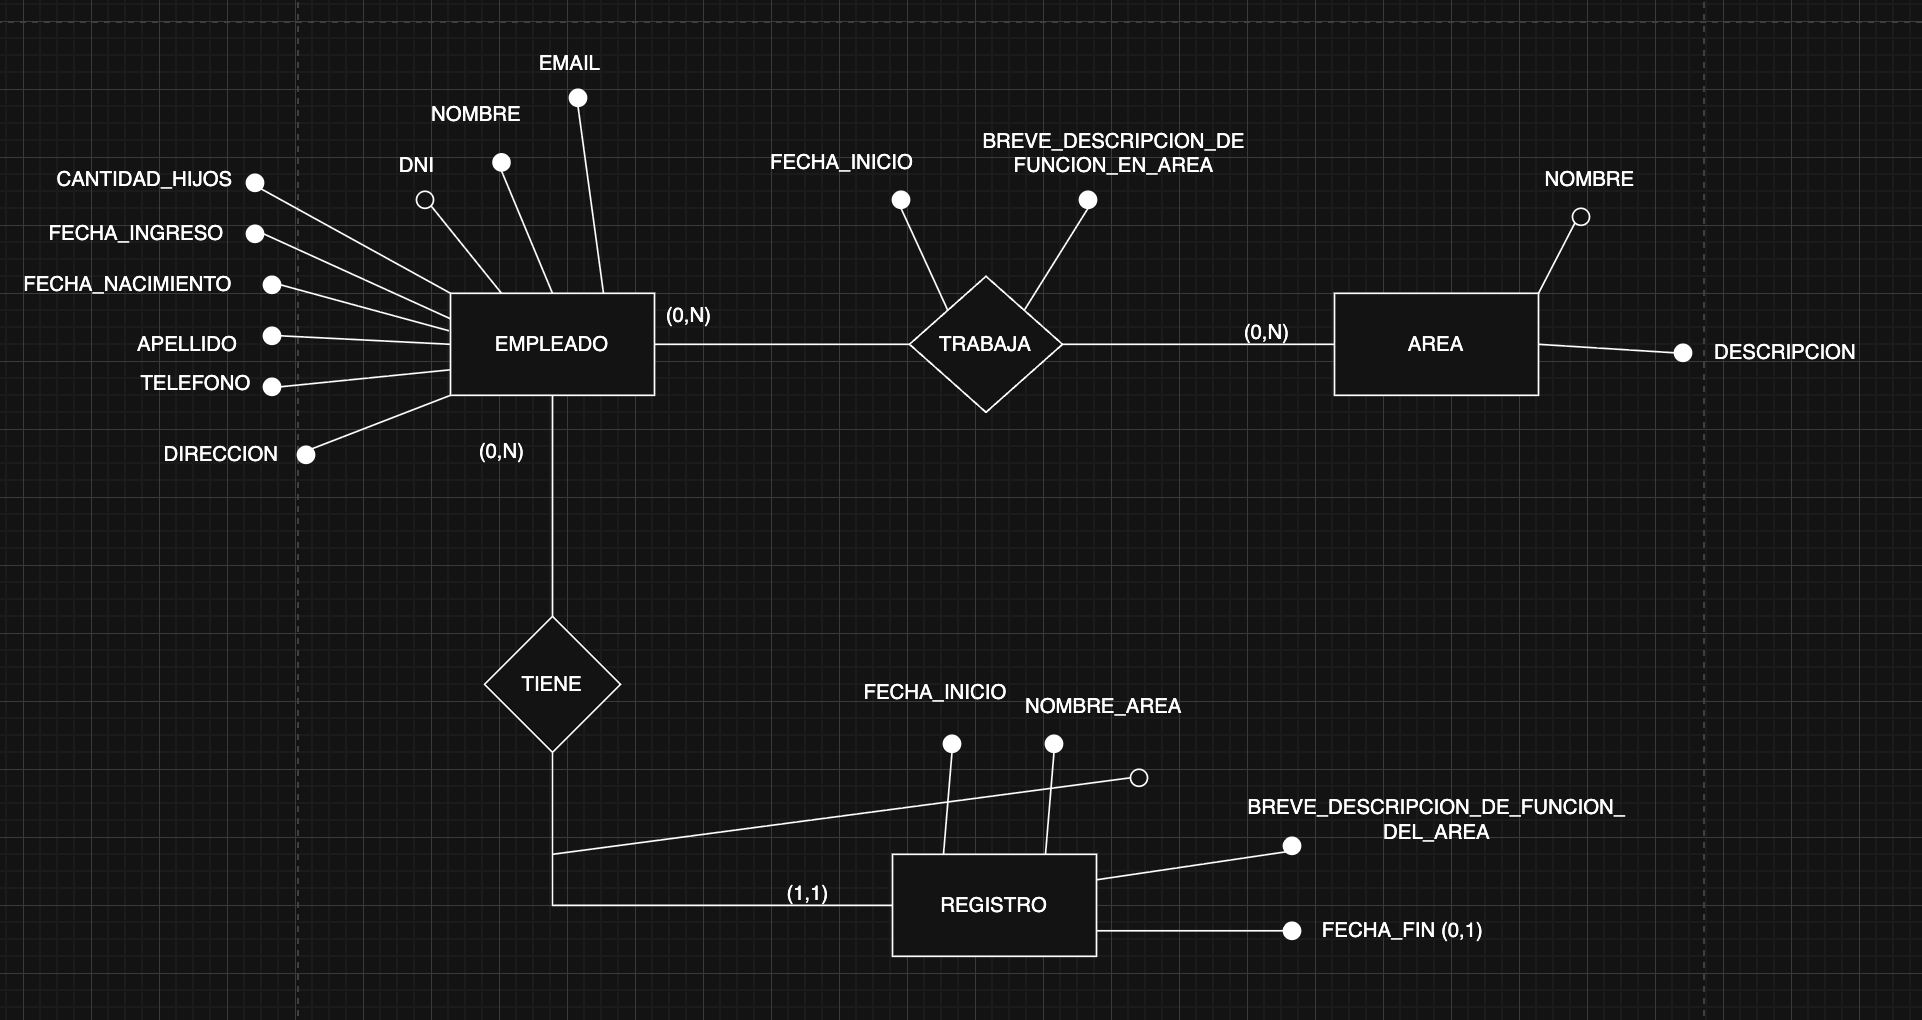 EMAIL
NOMBRE
DNI
CANTIDAD_HIJOS
FECHA_INGRESO
FECHA_NACIMIENTO
APELLIDO
TELEFONO
DIRECCION
EMPLEADO
(0,N)
(0,N)
FECHA_INICIO
BREVE_DESCRIPCION_DE
FUNCION_EN_AREA
TRABAJA
(0,N)
NOMBRE
AREA
DESCRIPCION
TIENE
FECHA_INICIO
NOMBRE_AREA
BREVE_DESCRIPCION_DE_FUNCION_
DEL_AREA
(1,1)
REGISTRO
FECHA_FIN (0,1)